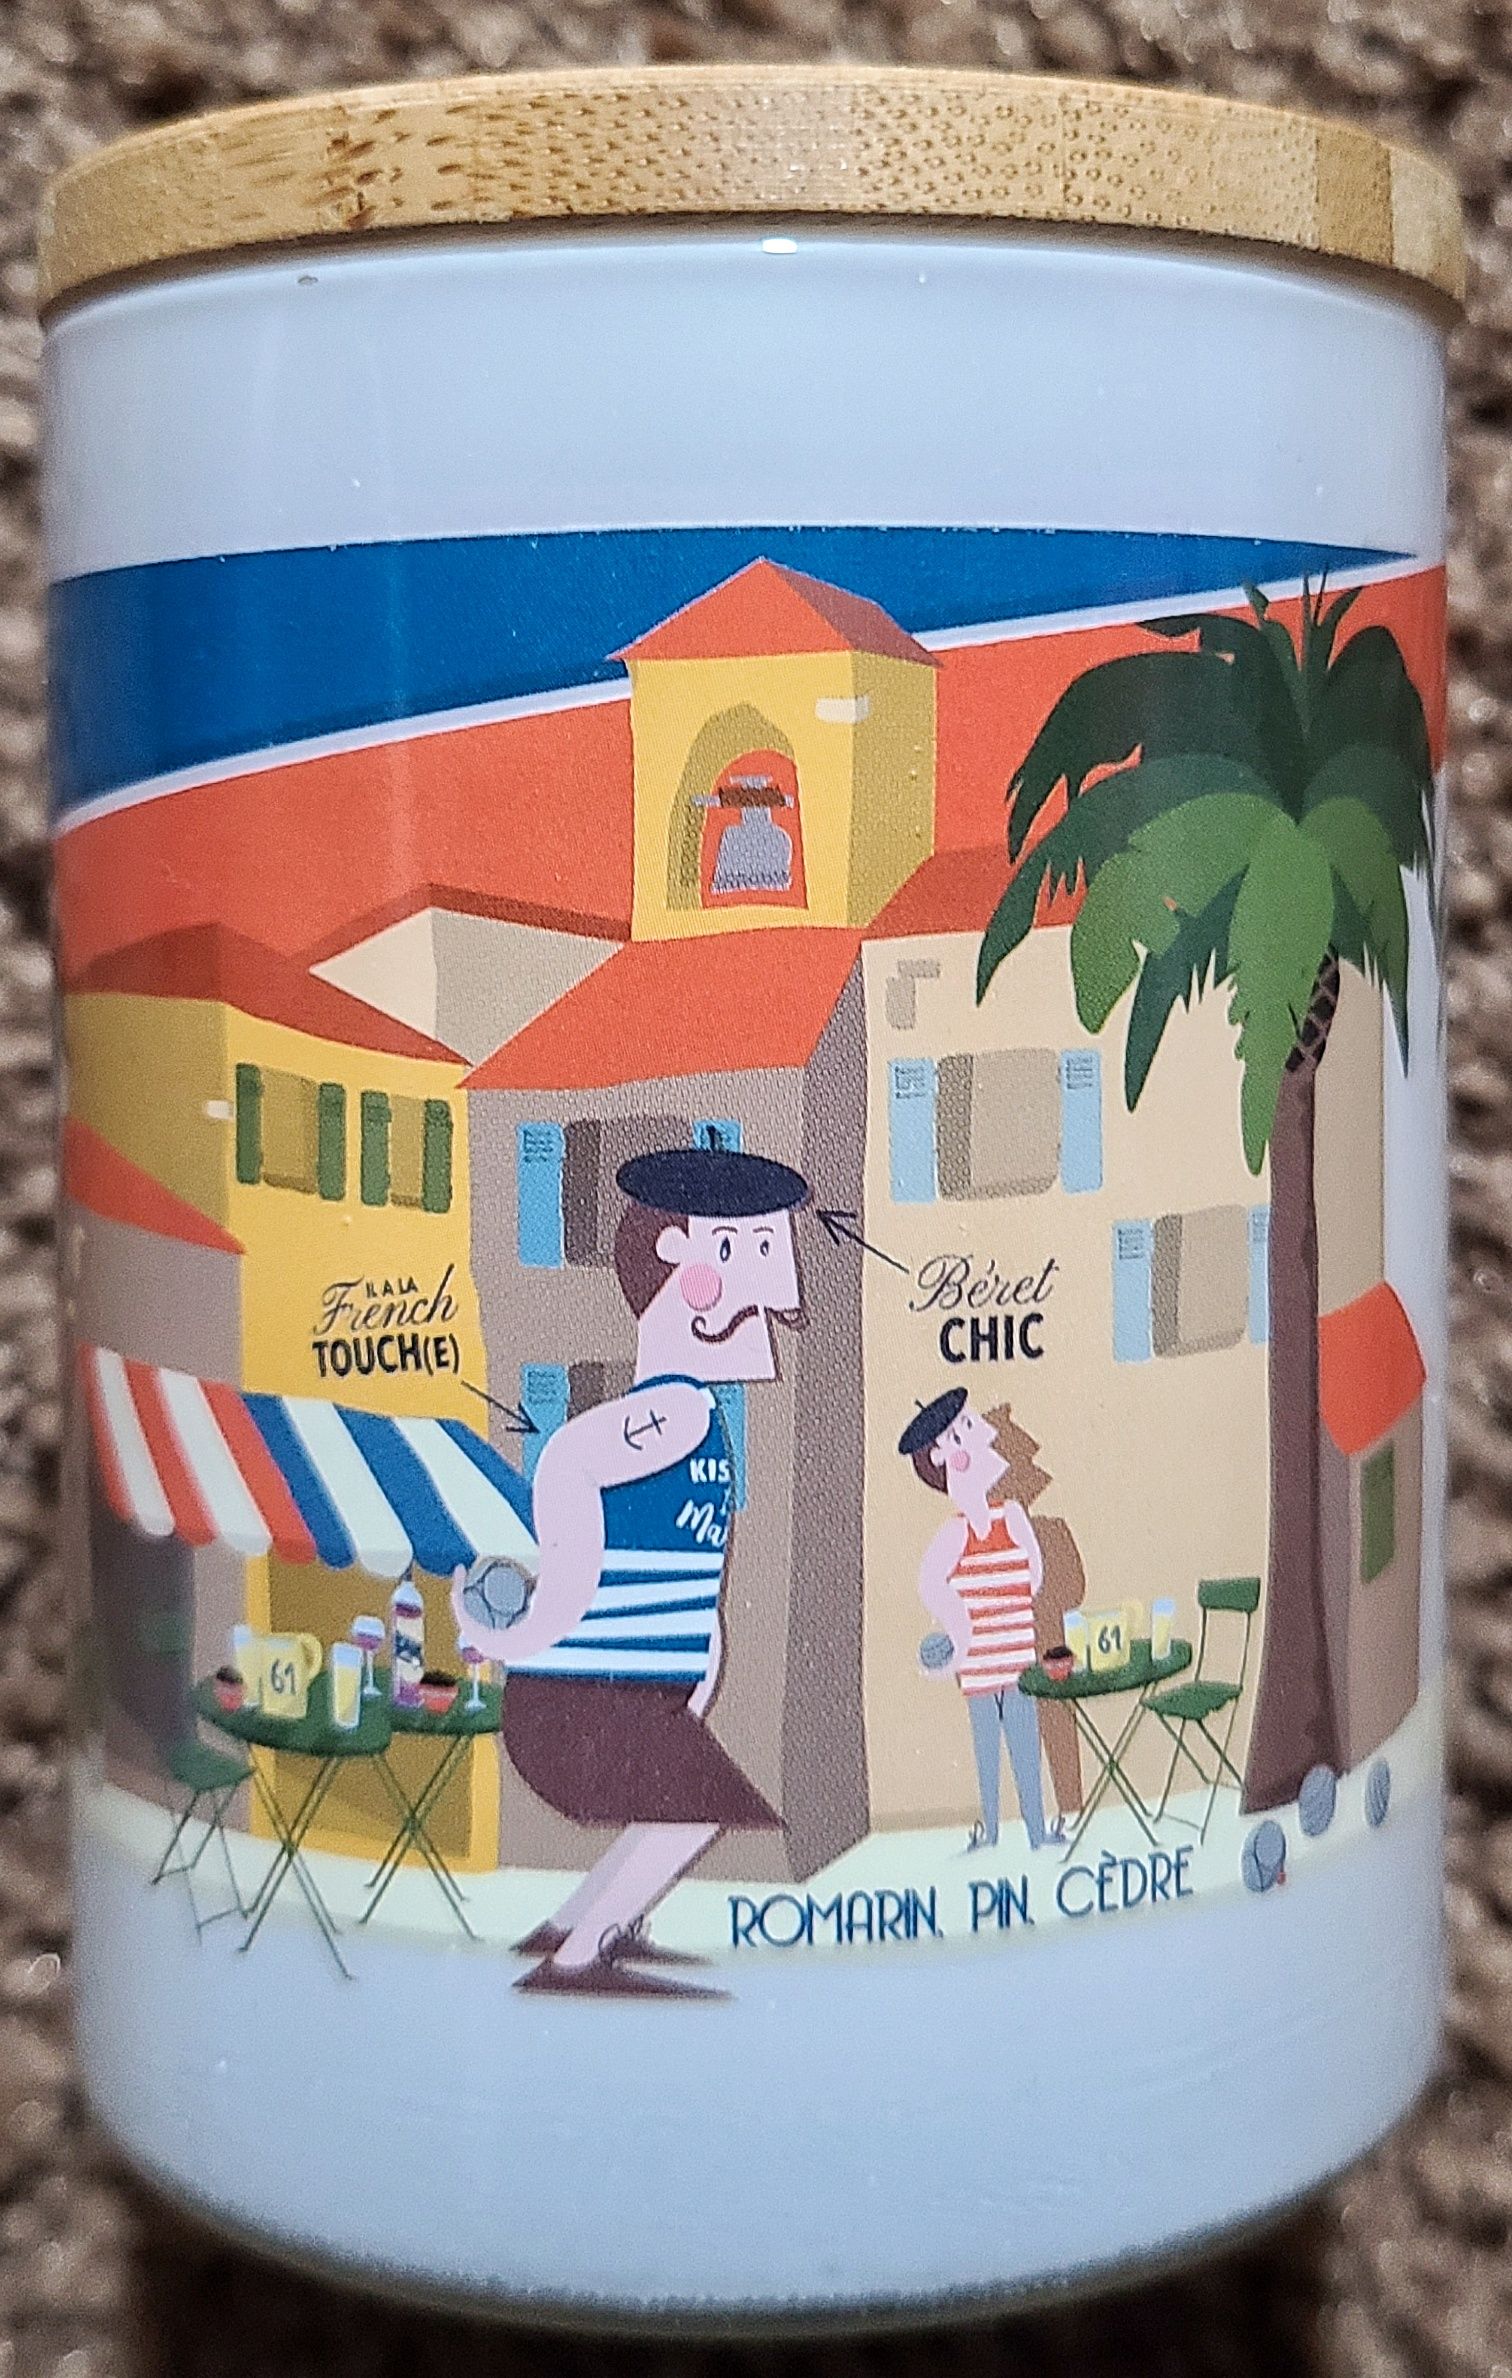 IL A LA
French
TOUCH(E)
Béret
CHIC
KIS
Ma
61
61
ROMARIN, PIN, CÈDRE